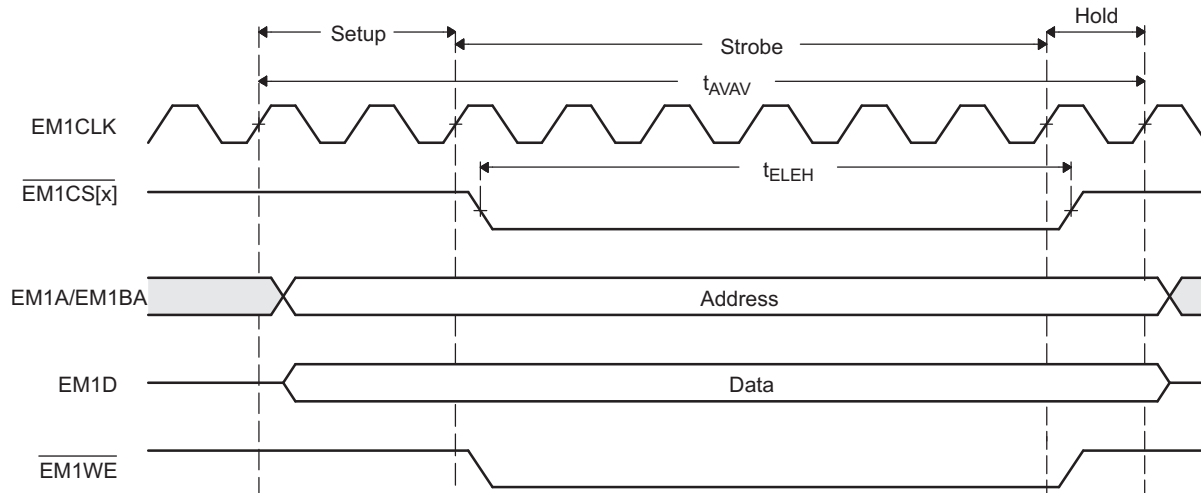 Setup
Strobe
Hold
tAVAV
EM1CLK
tELEH
EM1CS[x]
EM1A/EM1BA
Address
EM1D
Data
EM1WE